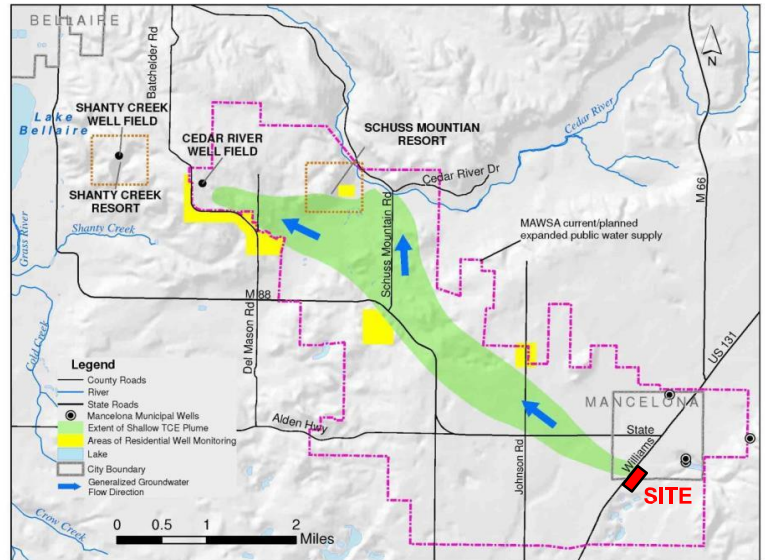 BELLAIRE
Batchelder Rd
N
Lake
Bellaire
SHANTY CREEK
WELL FIELD
CEDAR RIVER
WELL FIELD
SCHUSS MOUNTIAN
RESORT
Cedar River
Cedar River Dr
M 66
SHANTY CREEK
RESORT
Grass River
Shanty Creek
Schuss Mountain Rd
MAWSA current/planned
expanded public water supply
M 88
Del Mason Rd
Cold Creek
US 131
Legend
County Roads
River
State Roads
Mancelona Municipal Wells
Extent of Shallow TCE Plume
Areas of Residential Well Monitoring
Lake
City Boundary
Generalized Groundwater
Flow Direction
MANCELONA
Alden Hwy
State
Williams
Johnson Rd
SITE
Crow Creek
0 0.5 1 2
Miles